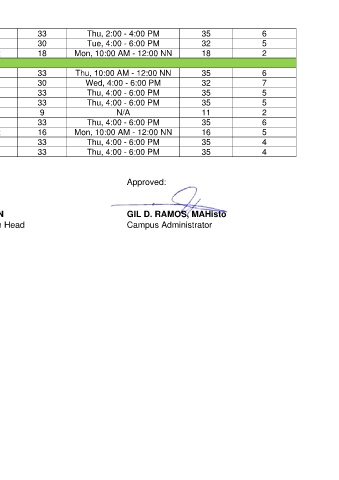 33 Thu, 2:00 - 4:00 PM 35 6
30 Tue, 4:00 - 6:00 PM 32 5
18 Mon, 10:00 AM - 12:00 NN 18 2
33 Thu, 10:00 AM - 12:00 NN 35 6
30 Wed, 4:00 - 6:00 PM 32 7
33 Thu, 4:00 - 6:00 PM 35 5
33 Thu, 4:00 - 6:00 PM 35 5
9 N/A 11 2
33 Thu, 4:00 - 6:00 PM 35 6
16 Mon, 10:00 AM - 12:00 NN 16 5
33 Thu, 4:00 - 6:00 PM 35 4
33 Thu, 4:00 - 6:00 PM 35 4
Approved:
N GIL D. RAMOS, MAHisto
Head Campus Administrator